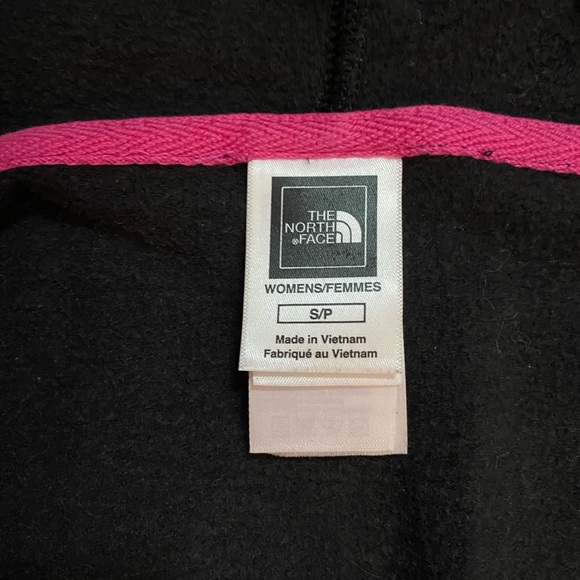 THE
NORTH
®FACE
WOMENS/FEMMES
S/P
Made in Vietnam
Fabriqué au Vietnam